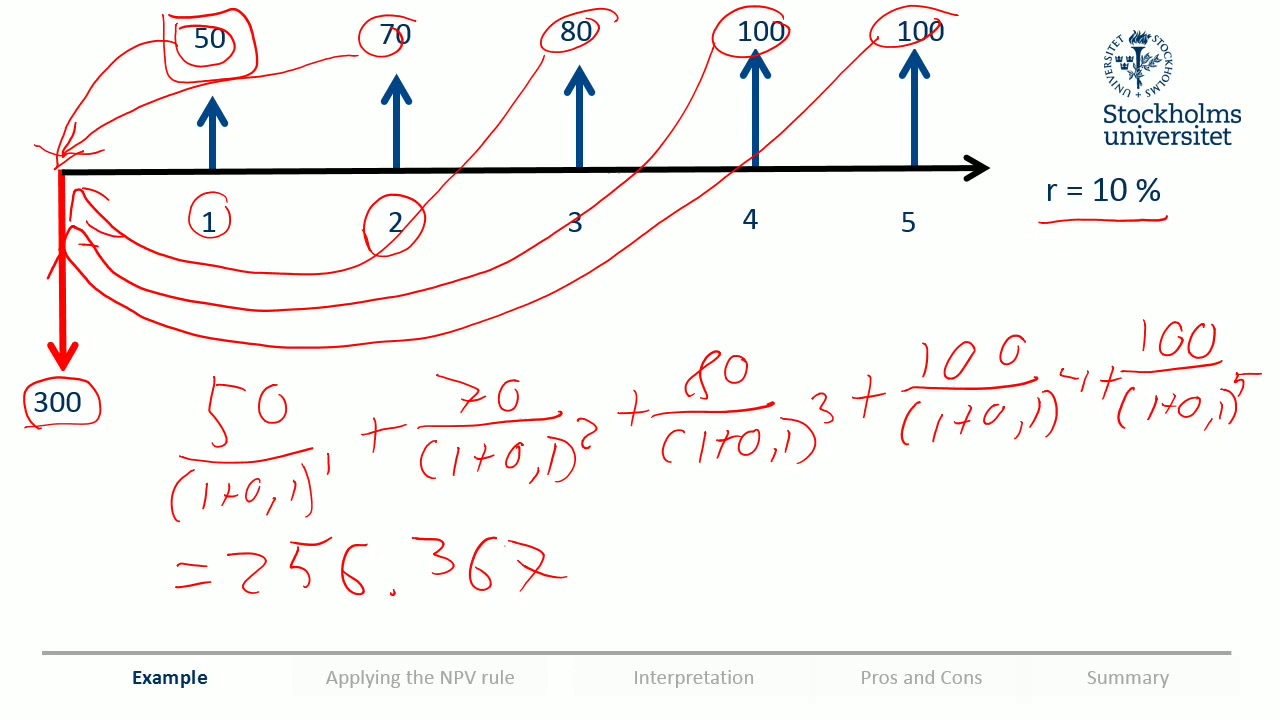 50 70 80 100 100
UNIVERSITET STOCKHOLMS
Stockholms
universitet
r = 10 %
1 2 3 4 5
300
50/(1+0,1)^1 + 70/(1+0,1)^2 + 80/(1+0,1)^3 + 100/(1+0,1)^4 + 100/(1+0,1)^5
=256.367
Example Applying the NPV rule Interpretation Pros and Cons Summary